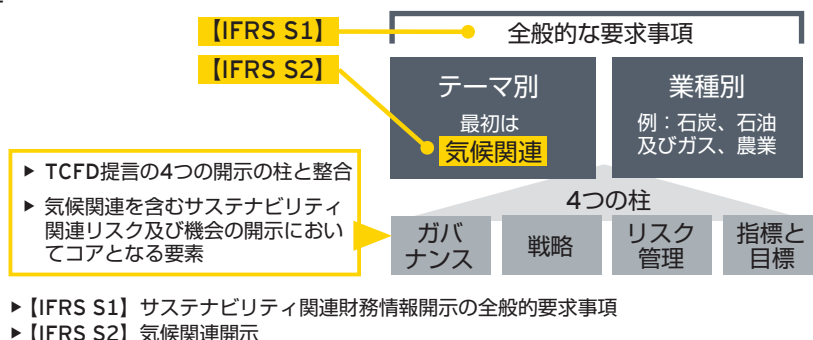 【IFRS S1】
全般的な要求事項
【IFRS S2】
テーマ別
最初は
気候関連
業種別
例：石炭、石油
及びガス、農業
▶ TCFD提言の4つの開示の柱と整合
▶ 気候関連を含むサステナビリティ
関連リスク及び機会の開示におい
てコアとなる要素
4つの柱
ガバ
ナンス
戦略
リスク
管理
指標と
目標
▶【IFRS S1】サステナビリティ関連財務情報開示の全般的要求事項
▶【IFRS S2】気候関連開示